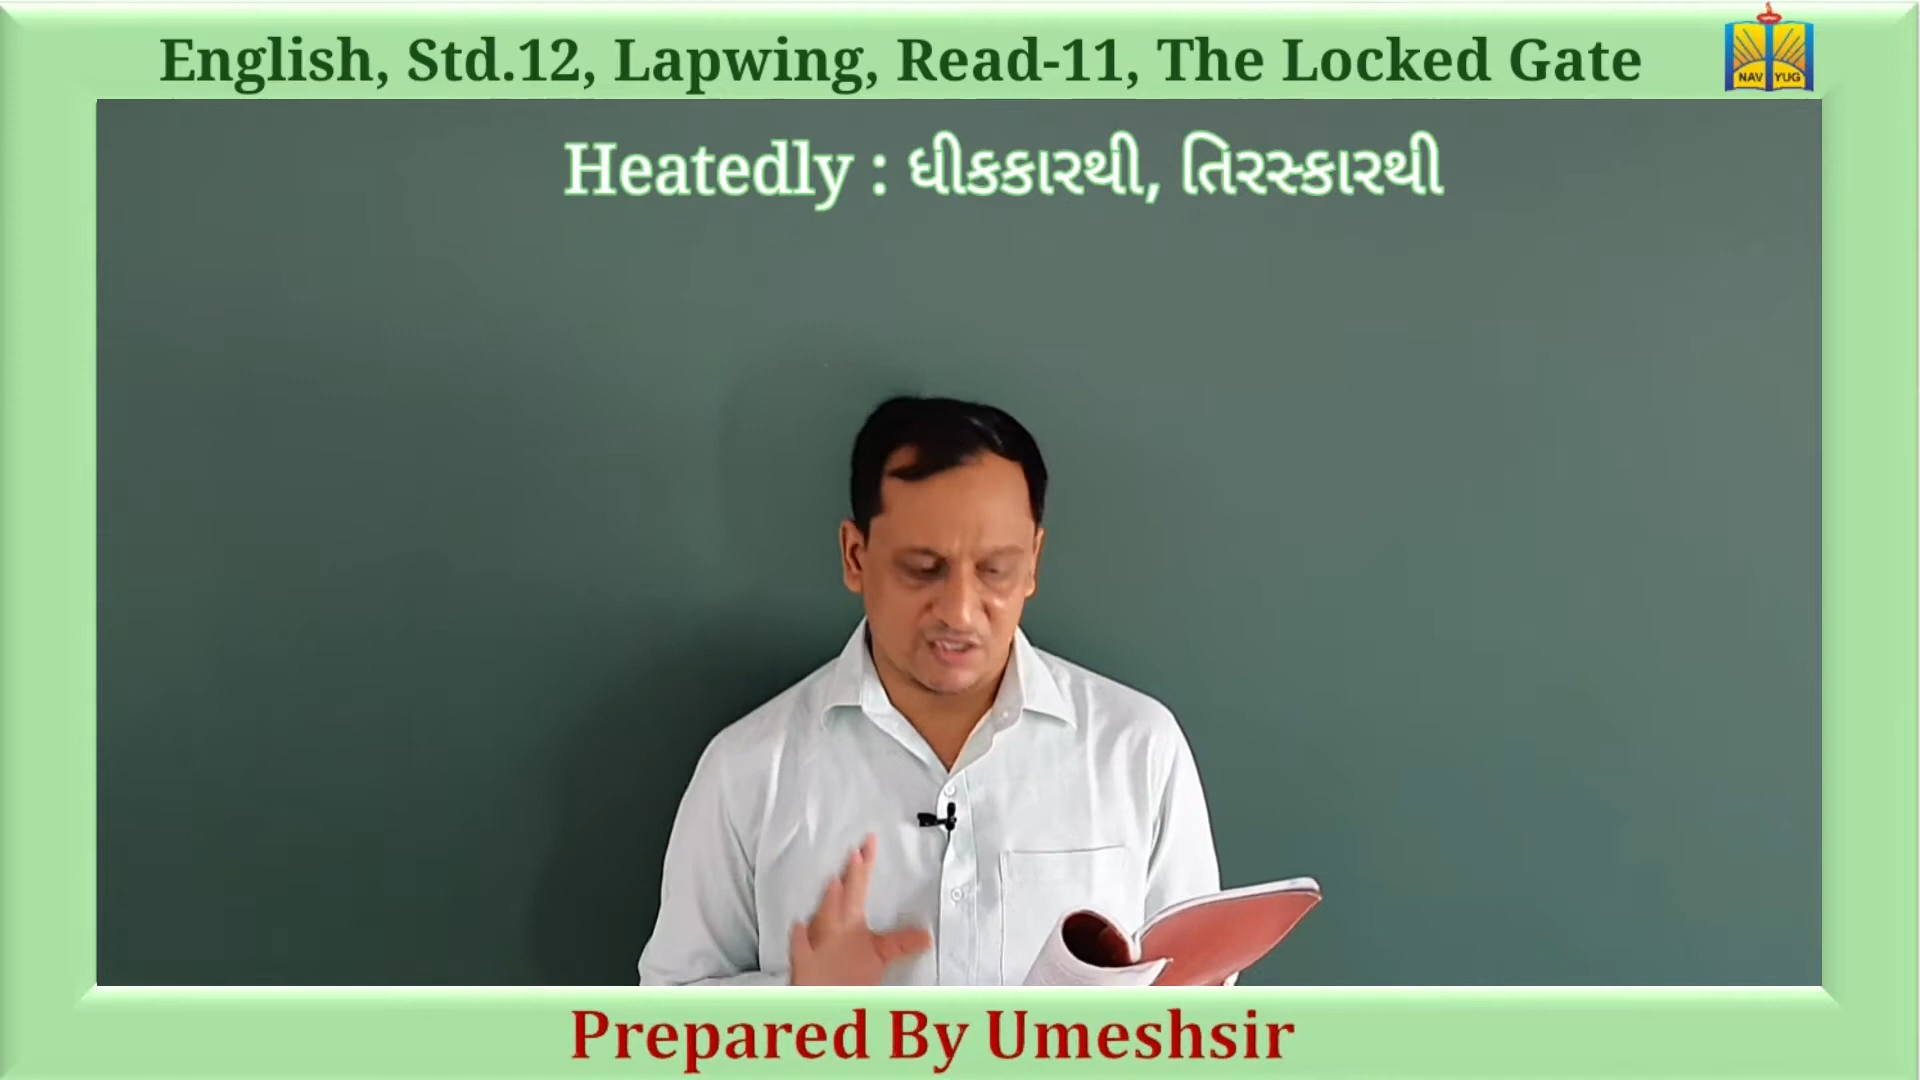 English, Std.12, Lapwing, Read-11, The Locked Gate
NAV YUG
Heatedly : ધીકકારથી, તિરસ્કારથી
Prepared By Umeshsir